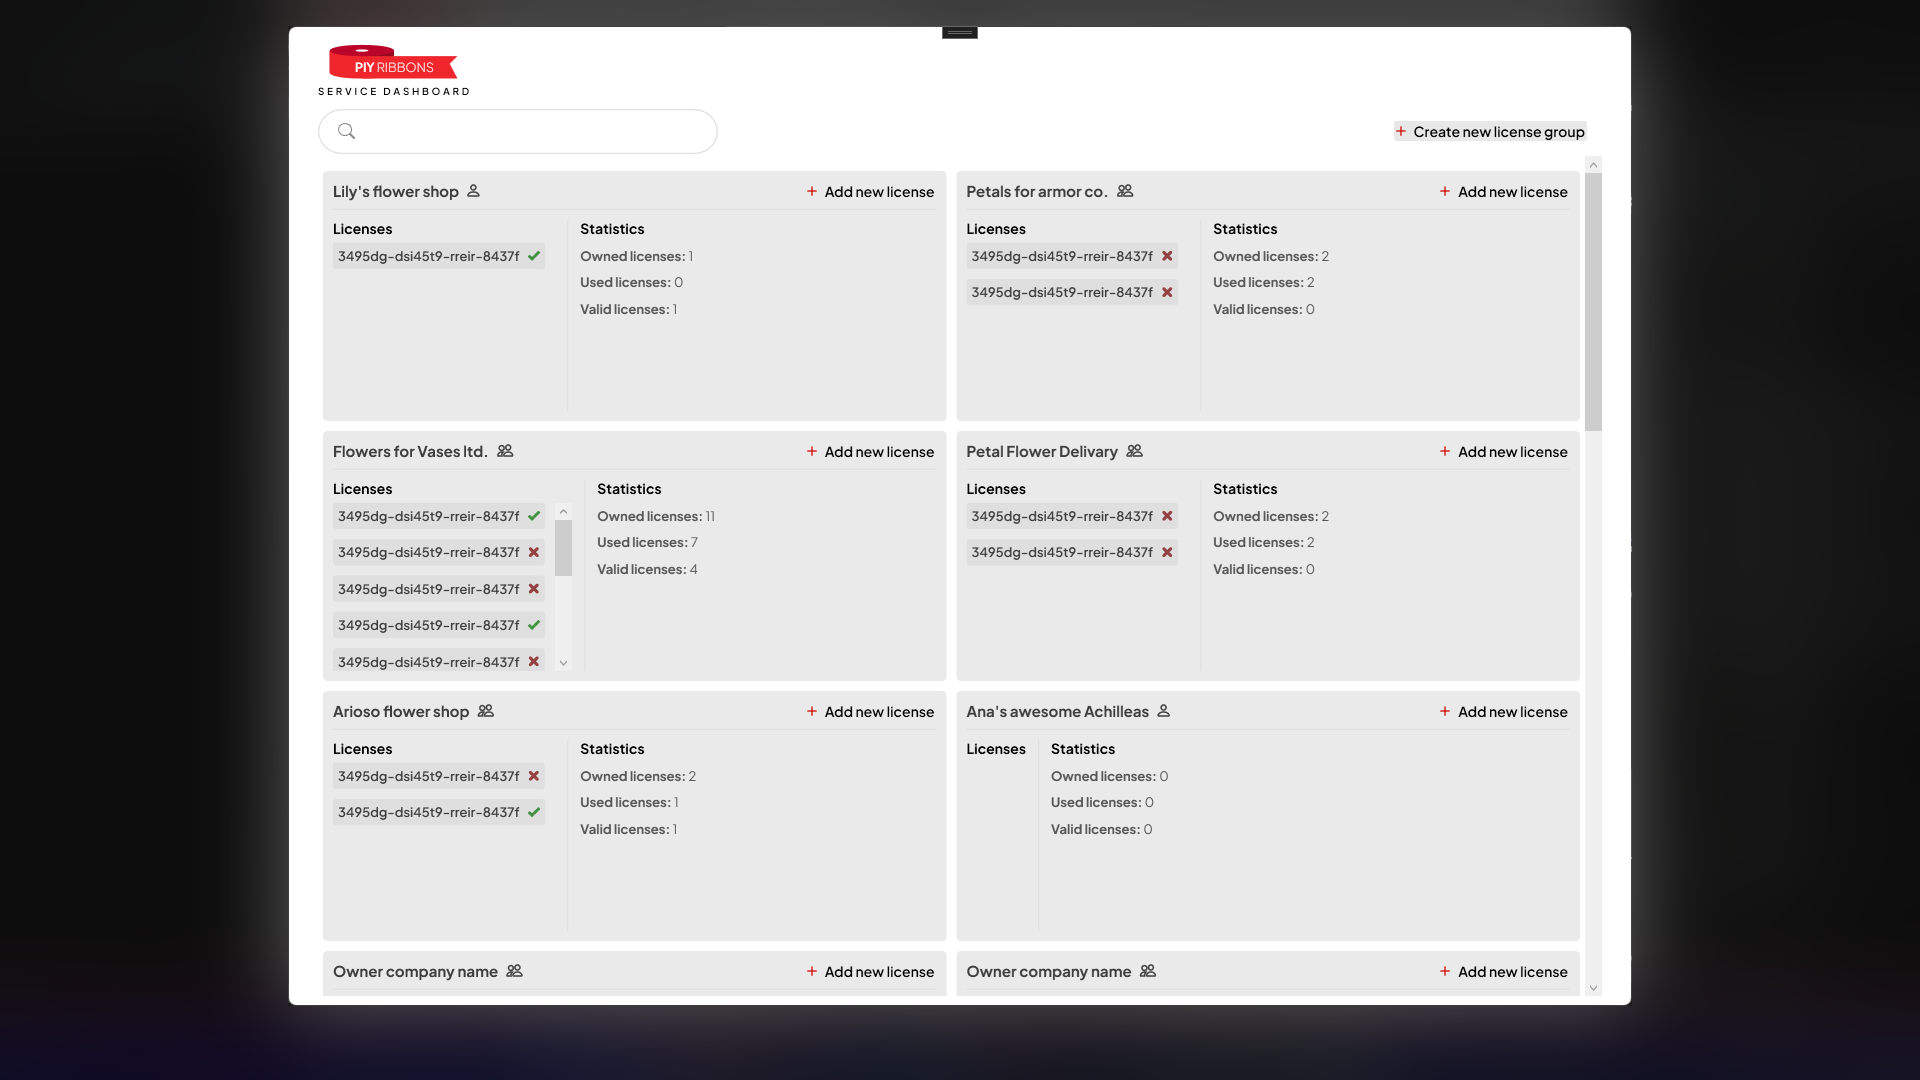 PIY RIBBONS
SERVICE DASHBOARD
Create new license group
Lily's flower shop
Add new license
Licenses
3495dg-dsi45t9-rreir-8437f
Statistics
Owned licenses: 1
Used licenses: 0
Valid licenses: 1
Petals for armor co.
Add new license
Licenses
3495dg-dsi45t9-rreir-8437f
3495dg-dsi45t9-rreir-8437f
Statistics
Owned licenses: 2
Used licenses: 2
Valid licenses: 0
Flowers for Vases ltd.
Add new license
Licenses
3495dg-dsi45t9-rreir-8437f
3495dg-dsi45t9-rreir-8437f
3495dg-dsi45t9-rreir-8437f
3495dg-dsi45t9-rreir-8437f
3495dg-dsi45t9-rreir-8437f
Statistics
Owned licenses: 11
Used licenses: 7
Valid licenses: 4
Petal Flower Delivary
Add new license
Licenses
3495dg-dsi45t9-rreir-8437f
3495dg-dsi45t9-rreir-8437f
Statistics
Owned licenses: 2
Used licenses: 2
Valid licenses: 0
Arioso flower shop
Add new license
Licenses
3495dg-dsi45t9-rreir-8437f
3495dg-dsi45t9-rreir-8437f
Statistics
Owned licenses: 2
Used licenses: 1
Valid licenses: 1
Ana's awesome Achilleas
Add new license
Licenses
Statistics
Owned licenses: 0
Used licenses: 0
Valid licenses: 0
Owner company name
Add new license
Owner company name
Add new license